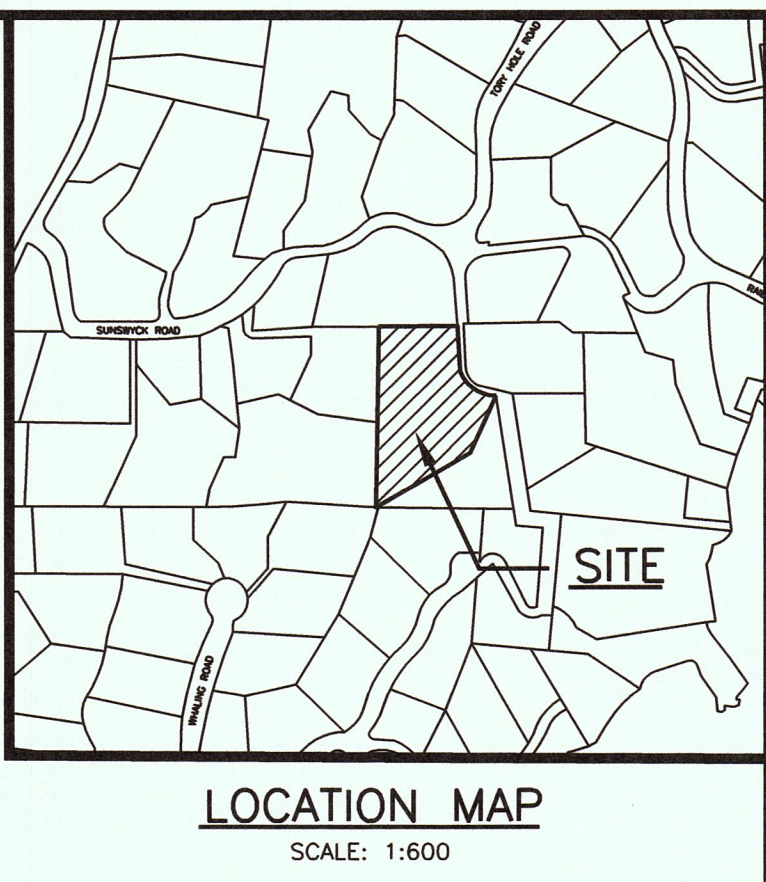 TORY HOLE ROAD
SUNSWYCK ROAD
SITE
WHALING ROAD
LOCATION MAP
SCALE: 1:600